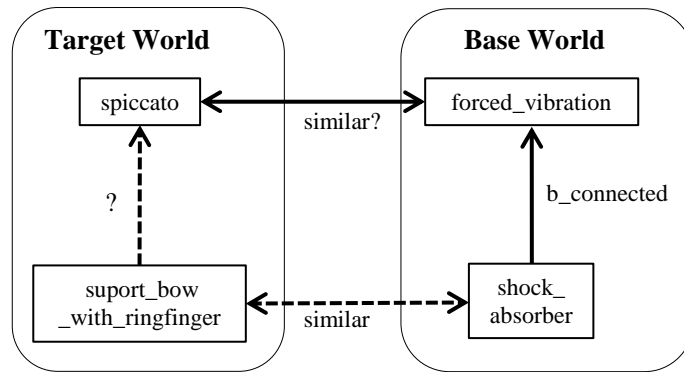 Target World
Base World
spiccato
forced_vibration
similar?
?
b_connected
suport_bow
_with_ringfinger
shock_
absorber
similar